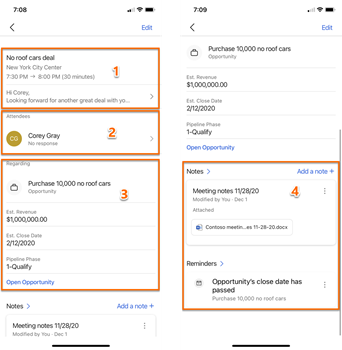 7:08
Edit
No roof cars deal
New York City Center
7:30 PM → 8:00 PM (30 minutes)
1
Hi Corey,
Looking forward for another great deal with yo...
Attendees
CG
Corey Gray
No response
2
Regarding
Purchase 10,000 no roof cars
Opportunity
3
Est. Revenue
$1,000,000.00
Est. Close Date
2/12/2020
Pipeline Phase
1-Qualify
Open Opportunity
Notes
Add a note +
Meeting notes 11/28/20
Modified by You · Dec 1
7:09
Edit
Purchase 10,000 no roof cars
Opportunity
Est. Revenue
$1,000,000.00
Est. Close Date
2/12/2020
Pipeline Phase
1-Qualify
Open Opportunity
Notes
Add a note +
4
Meeting notes 11/28/20
Modified by You · Dec 1
Attached
Contoso meetin...es 11-28-20.docx
Reminders
Opportunity's close date has
passed
Purchase 10,000 no roof cars